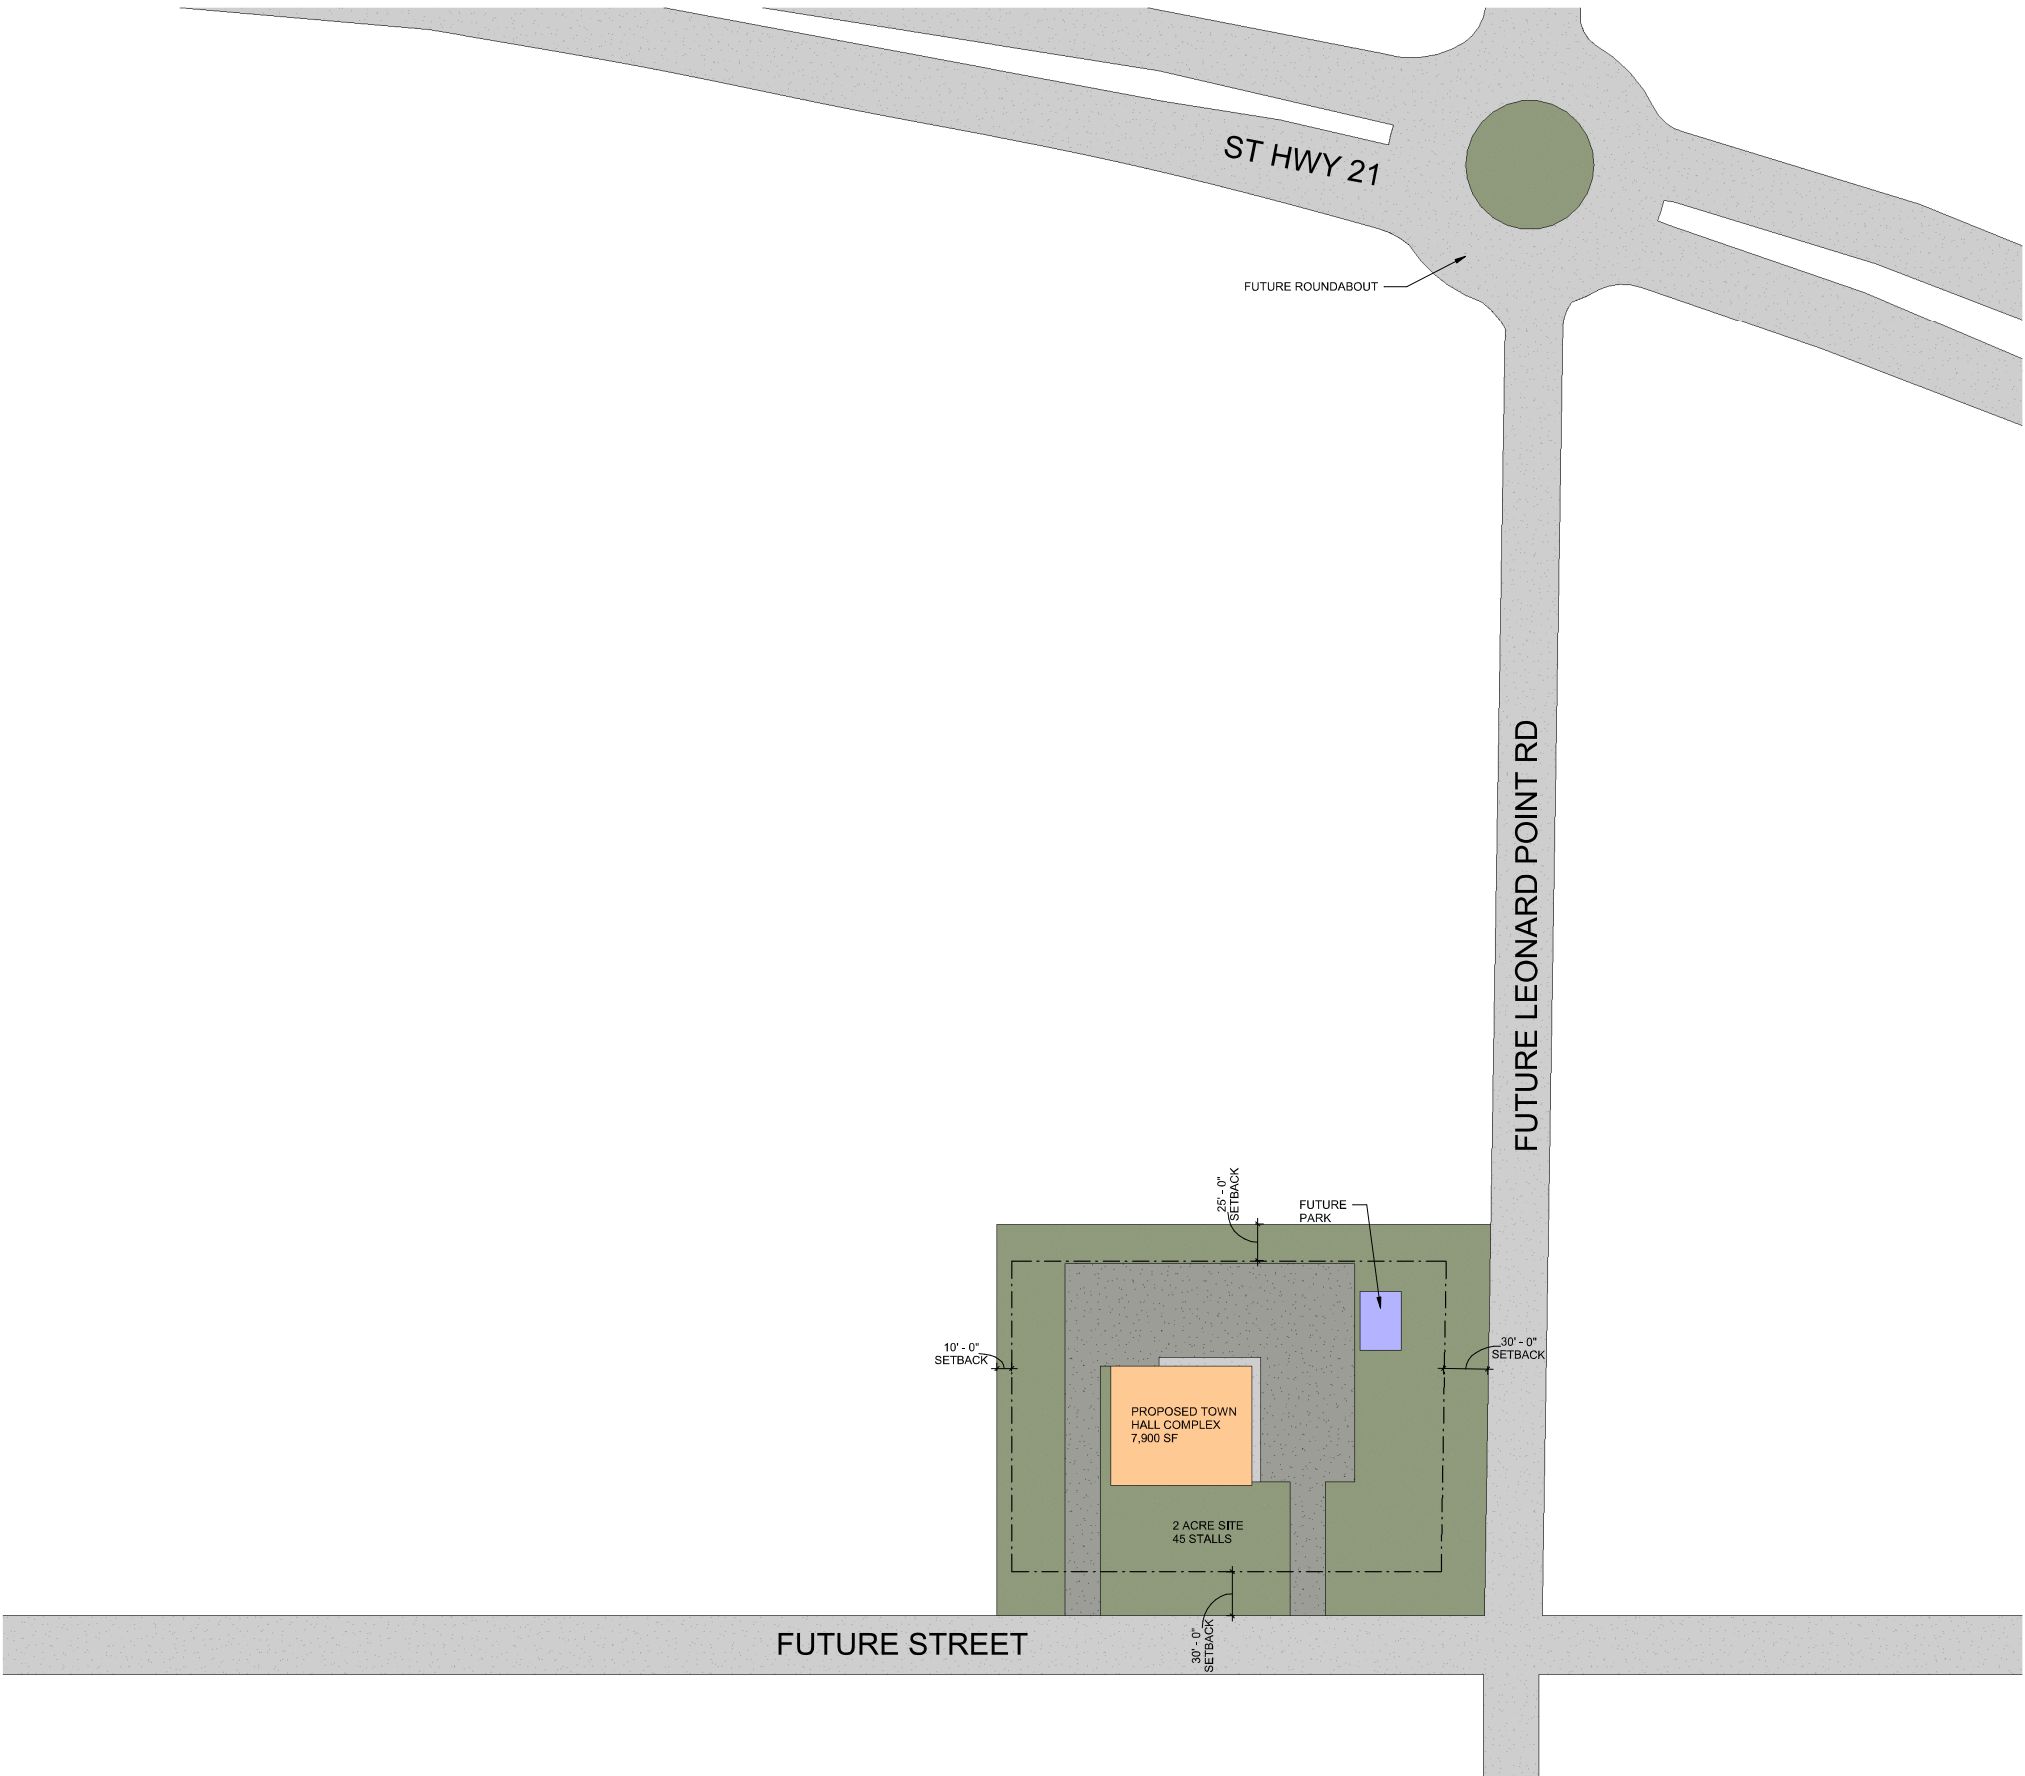 ST HWY 21
FUTURE ROUNDABOUT
FUTURE LEONARD POINT RD
25' - 0"
SETBACK
FUTURE
PARK
10' - 0"
SETBACK
30' - 0"
SETBACK
PROPOSED TOWN
HALL COMPLEX
7,900 SF
2 ACRE SITE
45 STALLS
30' - 0"
SETBACK
FUTURE STREET